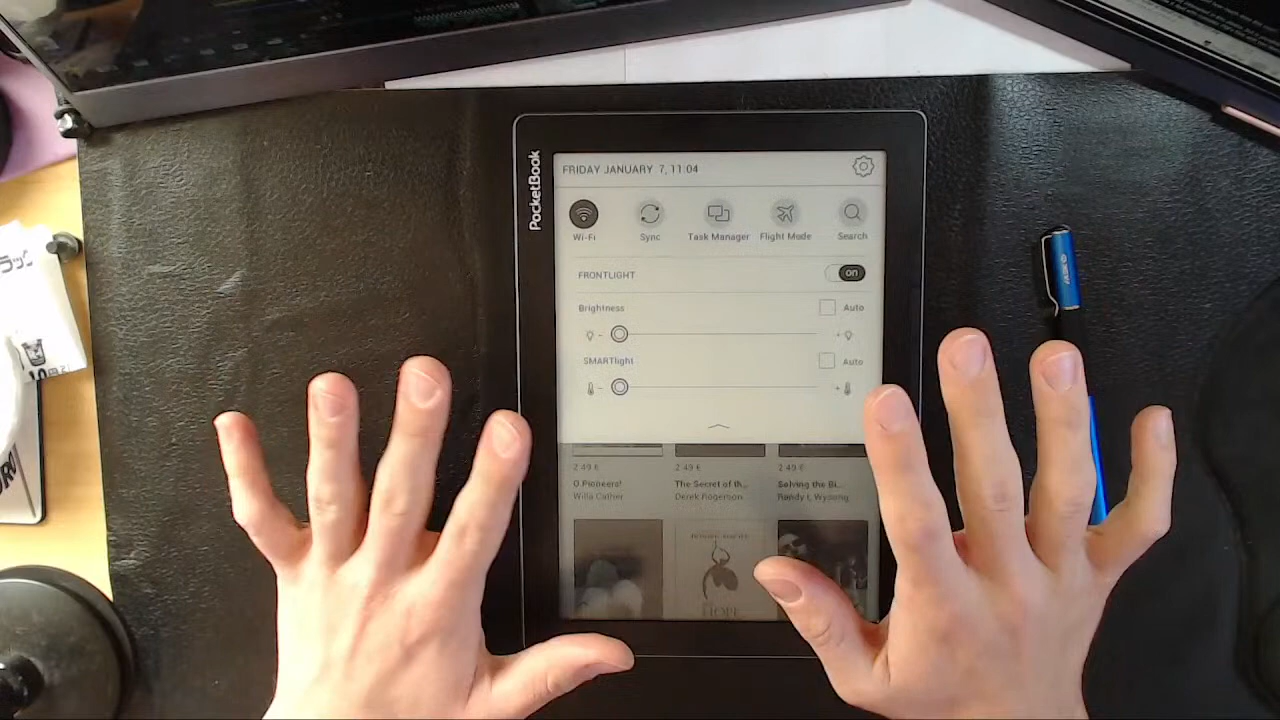 PocketBook
FRIDAY JANUARY 7, 11:04
Wi-Fi
Sync
Task Manager
Flight Mode
Search
FRONTLIGHT
ON
Brightness
Auto
SMARTlight
Auto
2.49 €
2.49 €
2.49 €
O Pioneers!
The Secret of th...
Solving the Bi...
Willa Cather
Derek Rogerson
Randy L Wysong
HOPE